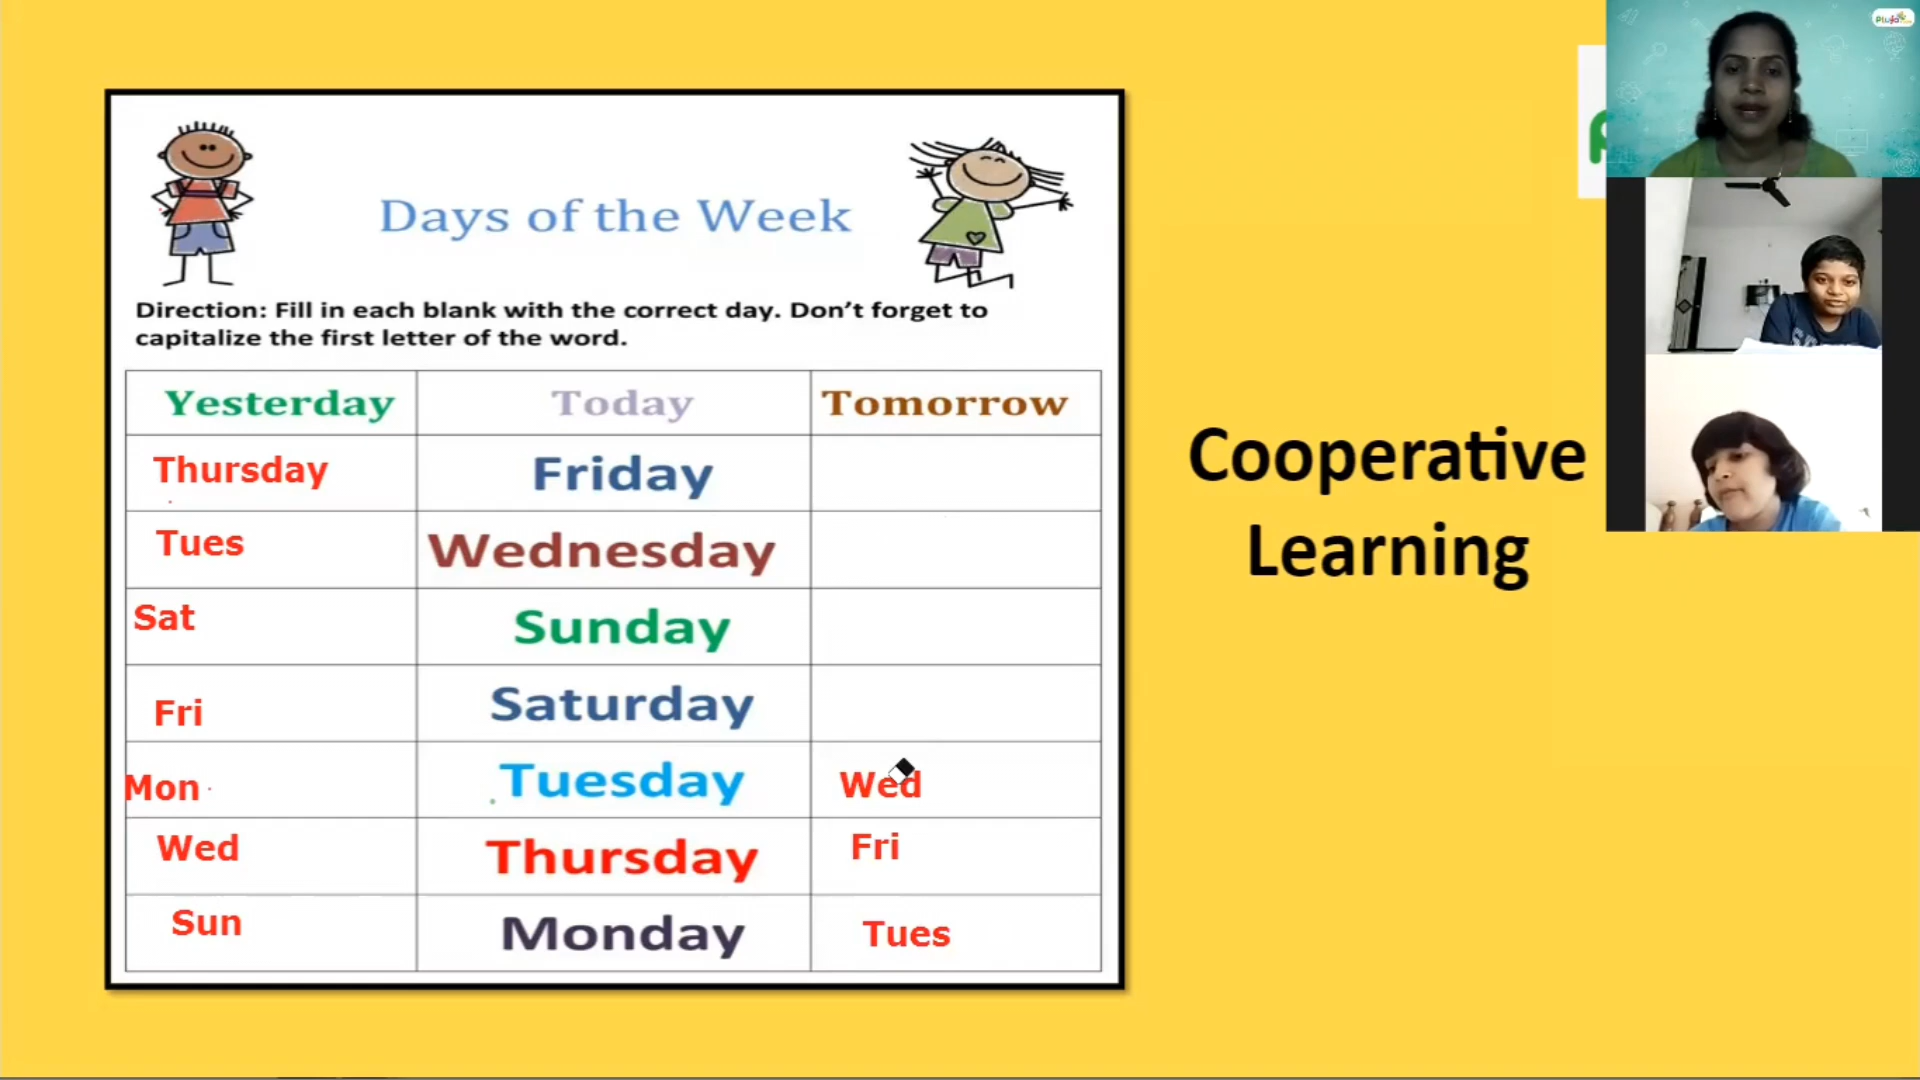 Days of the Week
Direction: Fill in each blank with the correct day. Don't forget to
capitalize the first letter of the word.
Yesterday Today Tomorrow
Thursday Friday
Tues Wednesday
Sat Sunday
Fri Saturday
Mon Tuesday Wed
Wed Thursday Fri
Sun Monday Tues
Cooperative
Learning